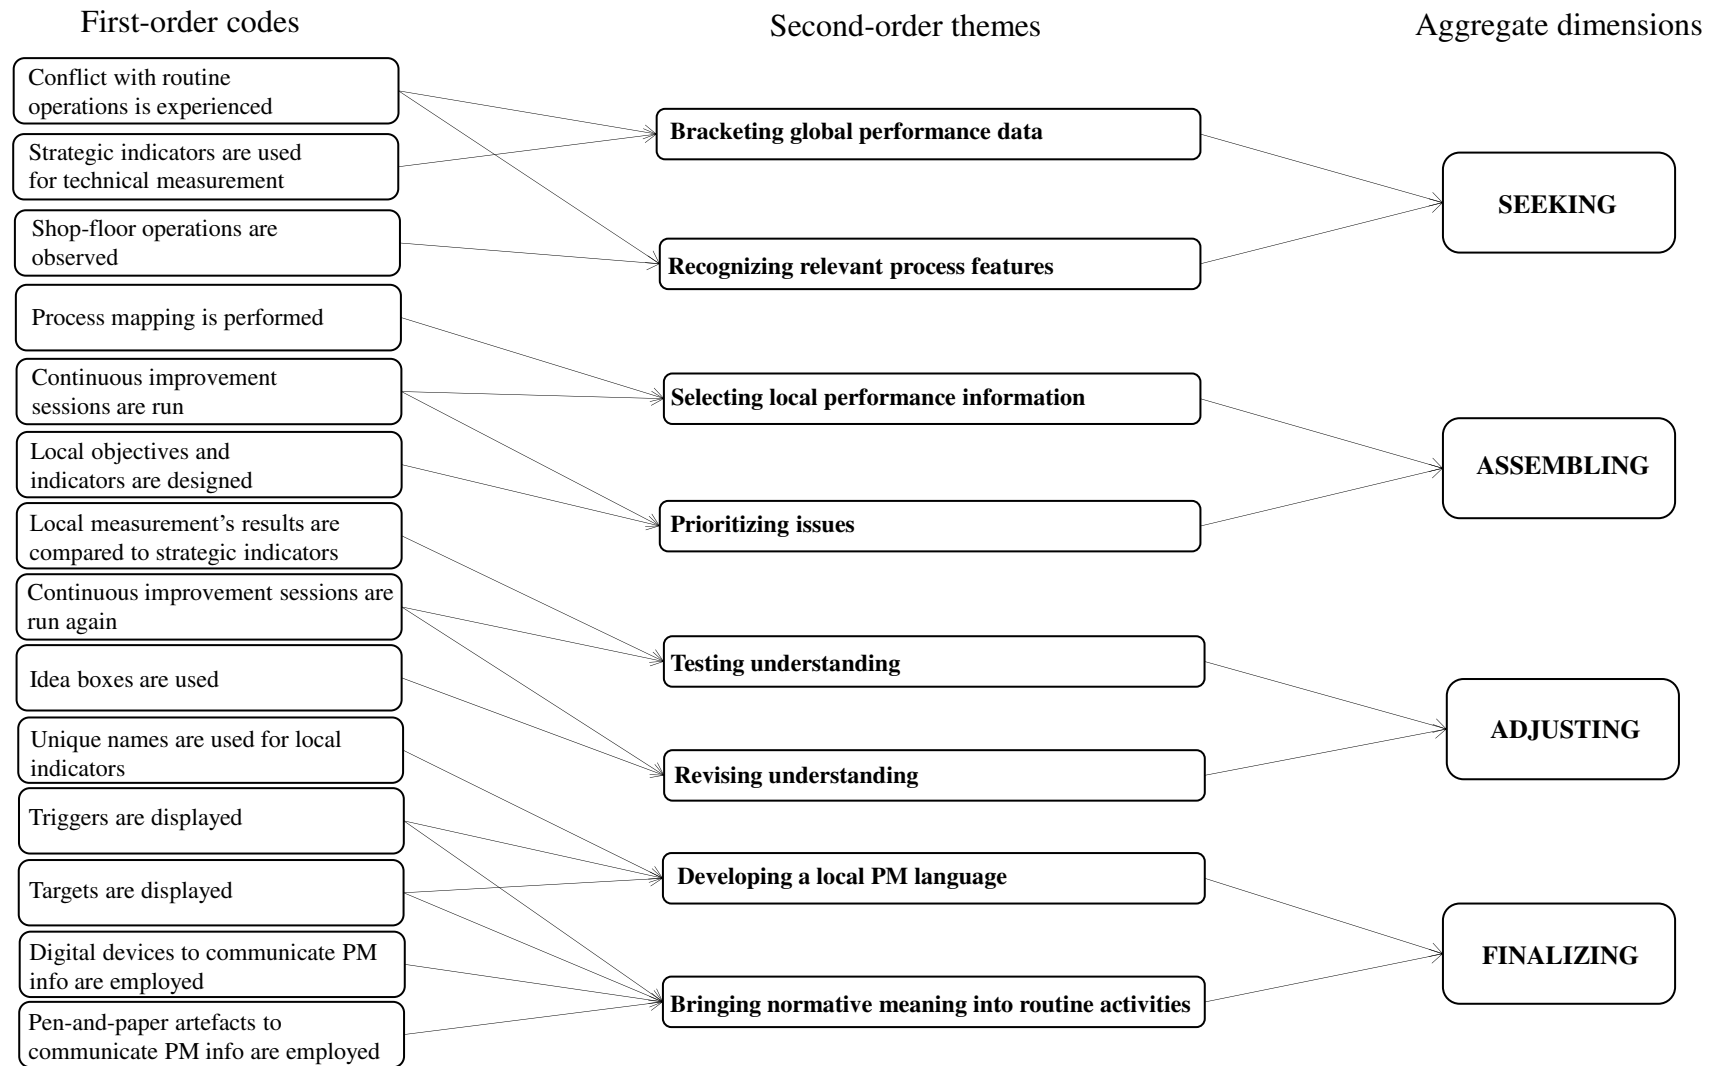 First-order codes
Second-order themes
Aggregate dimensions
Conflict with routine
operations is experienced
Strategic indicators are used
for technical measurement
Shop-floor operations are
observed
Process mapping is performed
Continuous improvement
sessions are run
Local objectives and
indicators are designed
Local measurement’s results are
compared to strategic indicators
Continuous improvement sessions are
run again
Idea boxes are used
Unique names are used for local
indicators
Triggers are displayed
Targets are displayed
Digital devices to communicate PM
info are employed
Pen-and-paper artefacts to
communicate PM info are employed
Bracketing global performance data
Recognizing relevant process features
Selecting local performance information
Prioritizing issues
Testing understanding
Revising understanding
Developing a local PM language
Bringing normative meaning into routine activities
SEEKING
ASSEMBLING
ADJUSTING
FINALIZING